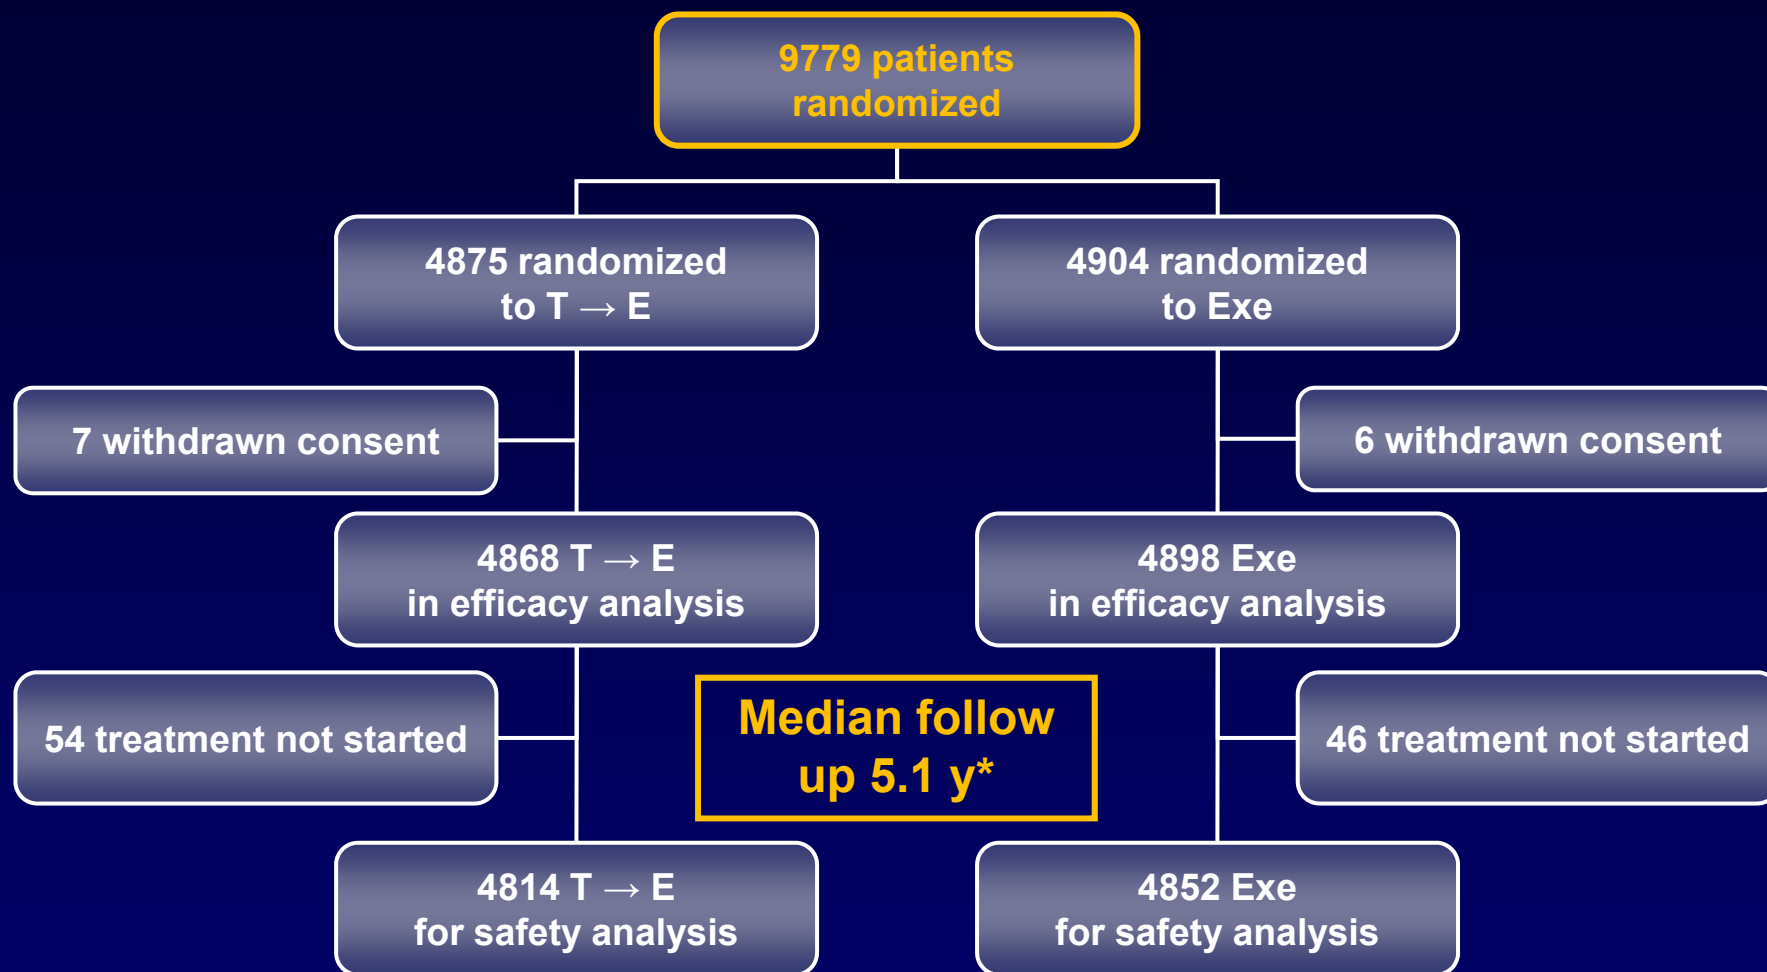 9779 patients
randomized
4875 randomized
to T → E
4904 randomized
to Exe
7 withdrawn consent
6 withdrawn consent
4868 T → E
in efficacy analysis
4898 Exe
in efficacy analysis
54 treatment not started
Median follow
up 5.1 y*
46 treatment not started
4814 T → E
for safety analysis
4852 Exe
for safety analysis